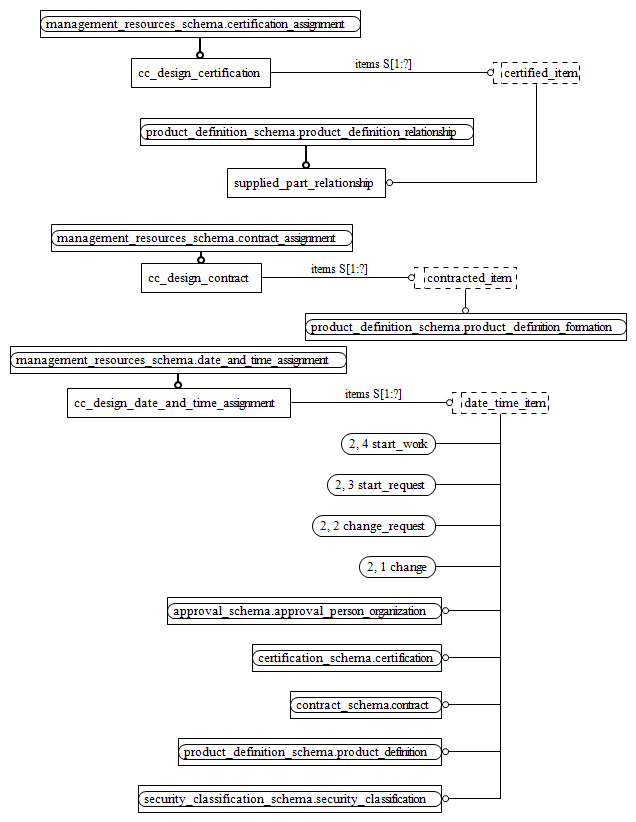 management_resources_schema.certification_assignment
cc_design_certification
items S[1:?]
certified_item
product_definition_schema.product_definition_relationship
supplied_part_relationship
management_resources_schema.contract_assignment
cc_design_contract
items S[1:?]
contracted_item
product_definition_schema.product_definition_formation
management_resources_schema.date_and_time_assignment
cc_design_date_and_time_assignment
items S[1:?]
date_time_item
2, 4 start_work
2, 3 start_request
2, 2 change_request
2, 1 change
approval_schema.approval_person_organization
certification_schema.certification
contract_schema.contract
product_definition_schema.product_definition
security_classification_schema.security_classification